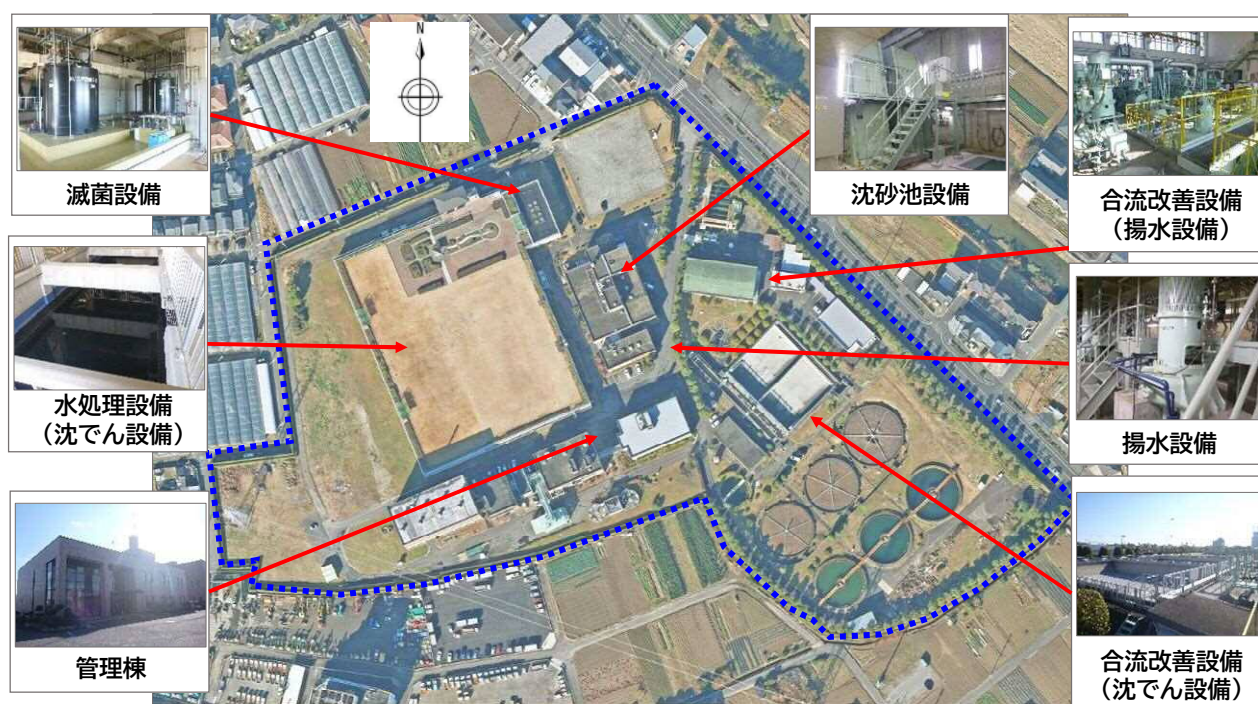 N
滅菌設備
沈砂池設備
合流改善設備
（揚水設備）
水処理設備
（沈でん設備）
揚水設備
管理棟
合流改善設備
（沈でん設備）